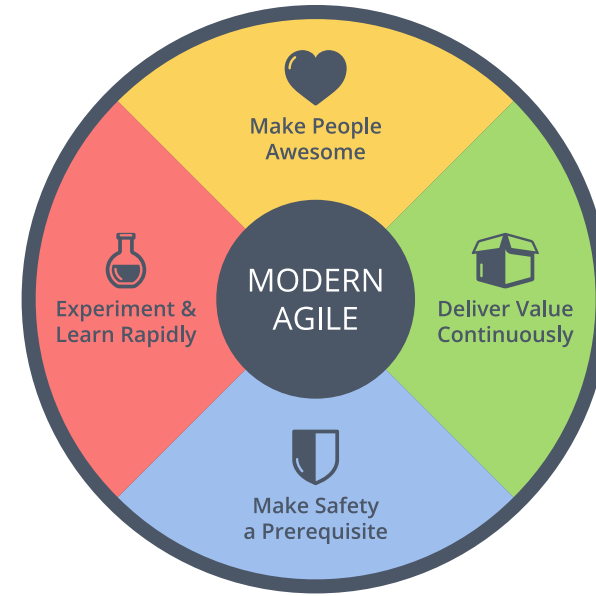 Make People
Awesome
Experiment &
Learn Rapidly
MODERN
AGILE
Deliver Value
Continuously
Make Safety
a Prerequisite